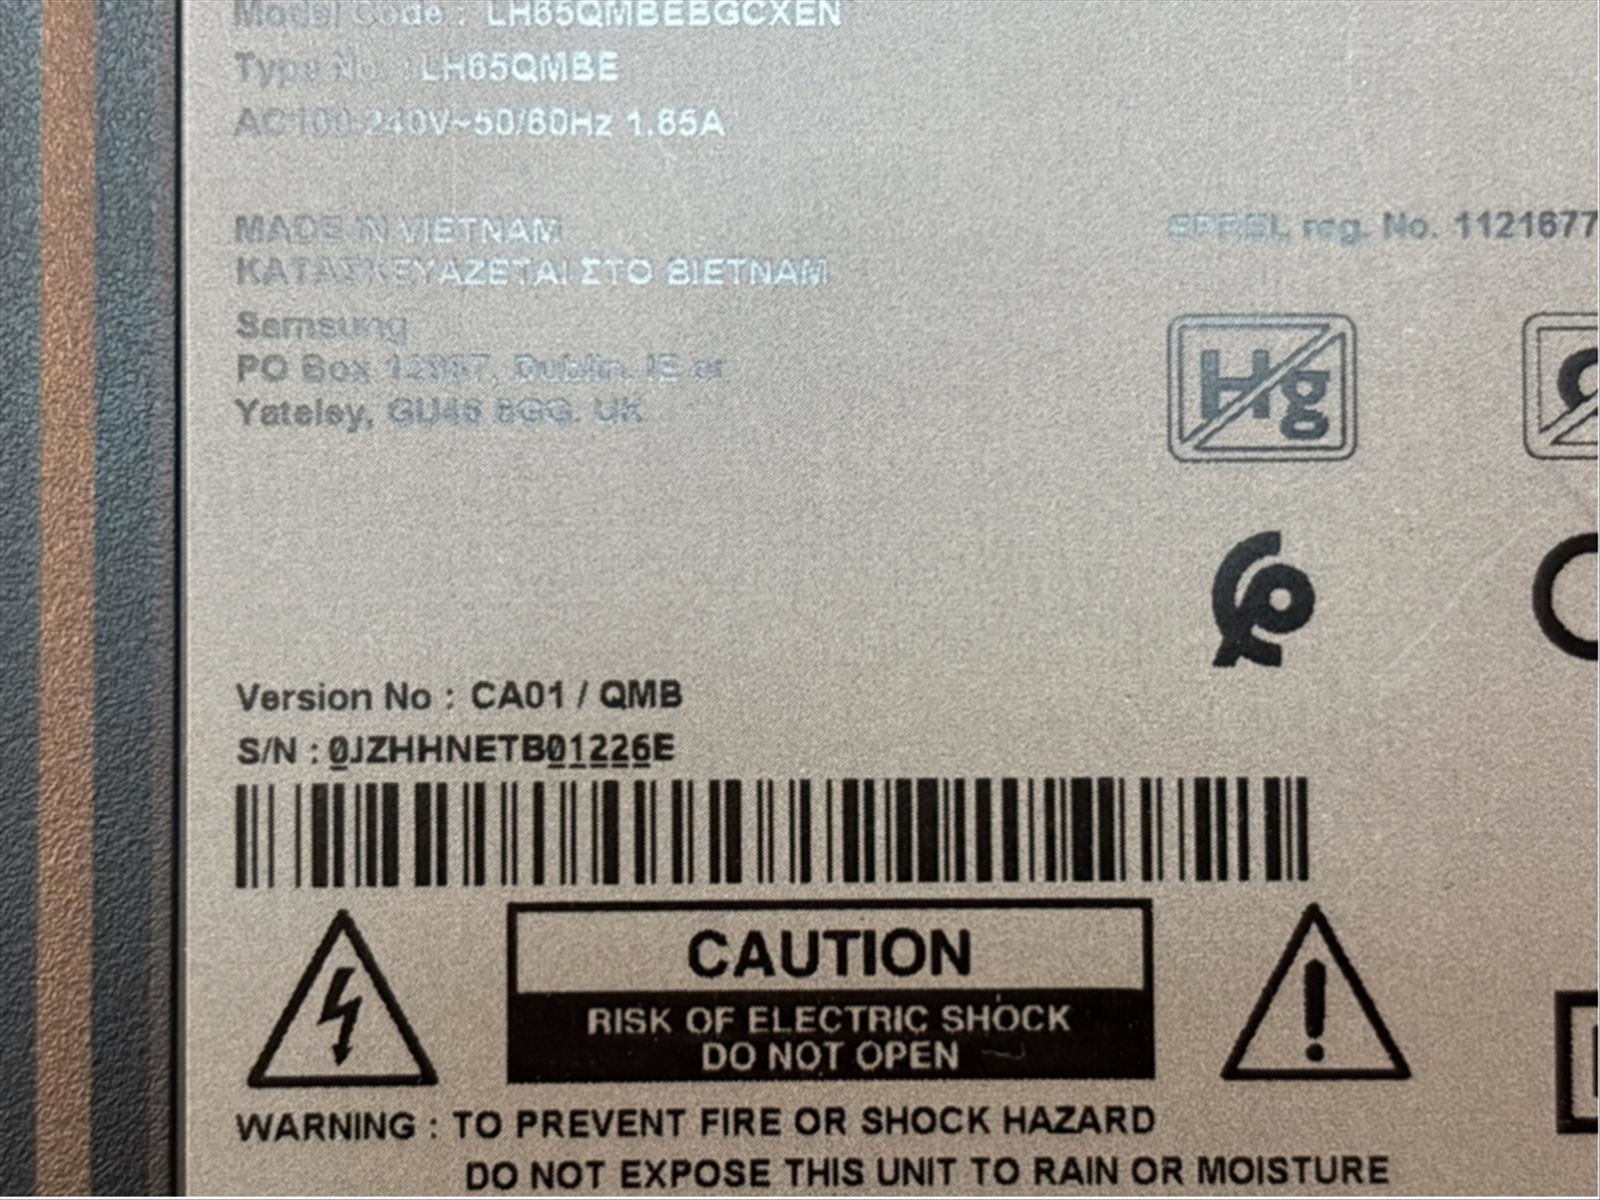 Model Code : LH65QMBEBGCXEN
Type No. : LH65QMBE
AC 100-240V~50/60Hz 1.65A
MADE IN VIETNAM
ΚΑΤΑΣΚΕΥΑΖΕΤΑΙ ΣΤΟ ΒΙΕΤΝΑΜ
EPREL reg. No. 1121677
Samsung
PO Box 12987, Dublin. IE or
Yateley, GU46 6GG. UK
Hg
Version No : CA01 / QMB
S/N : 0JZHHNETB01226E
CAUTION
RISK OF ELECTRIC SHOCK
DO NOT OPEN
WARNING : TO PREVENT FIRE OR SHOCK HAZARD
DO NOT EXPOSE THIS UNIT TO RAIN OR MOISTURE